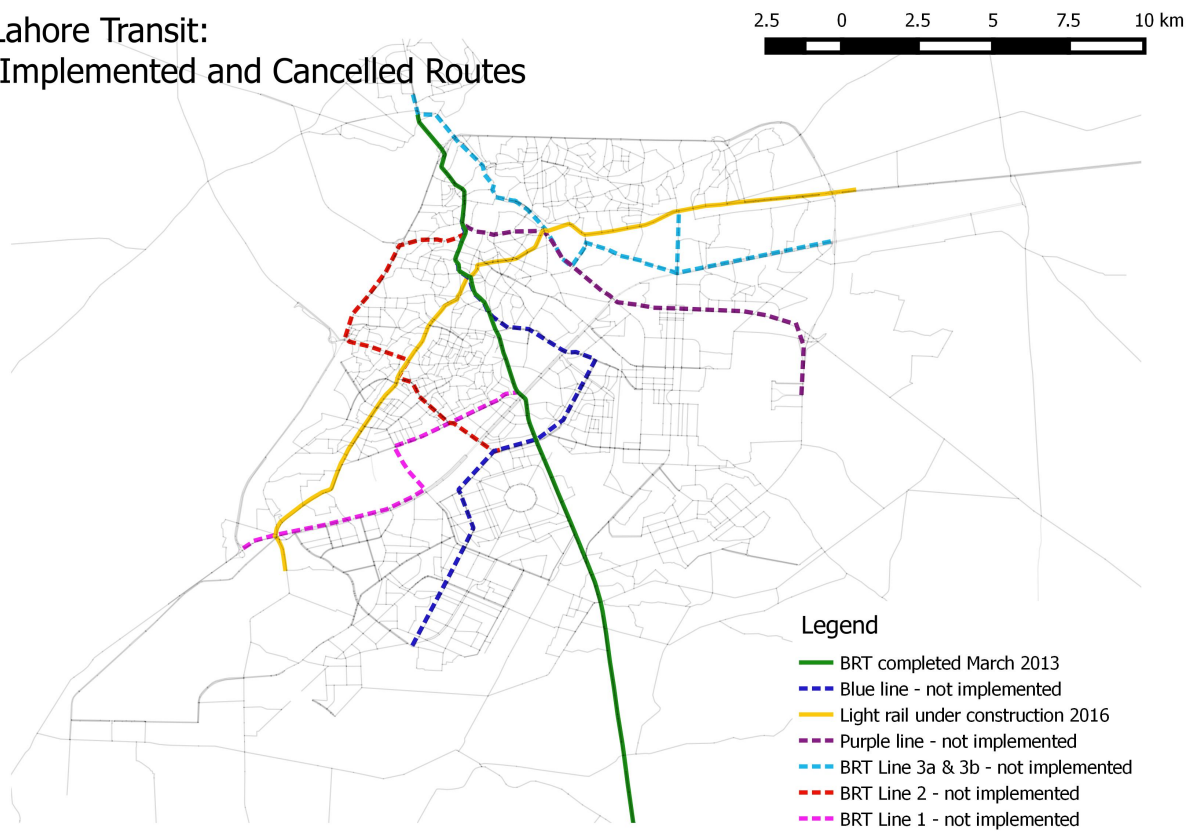 Lahore Transit:
Implemented and Cancelled Routes
2.5 0 2.5 5 7.5 10 km
Legend
BRT completed March 2013
Blue line - not implemented
Light rail under construction 2016
Purple line - not implemented
BRT Line 3a & 3b - not implemented
BRT Line 2 - not implemented
BRT Line 1 - not implemented